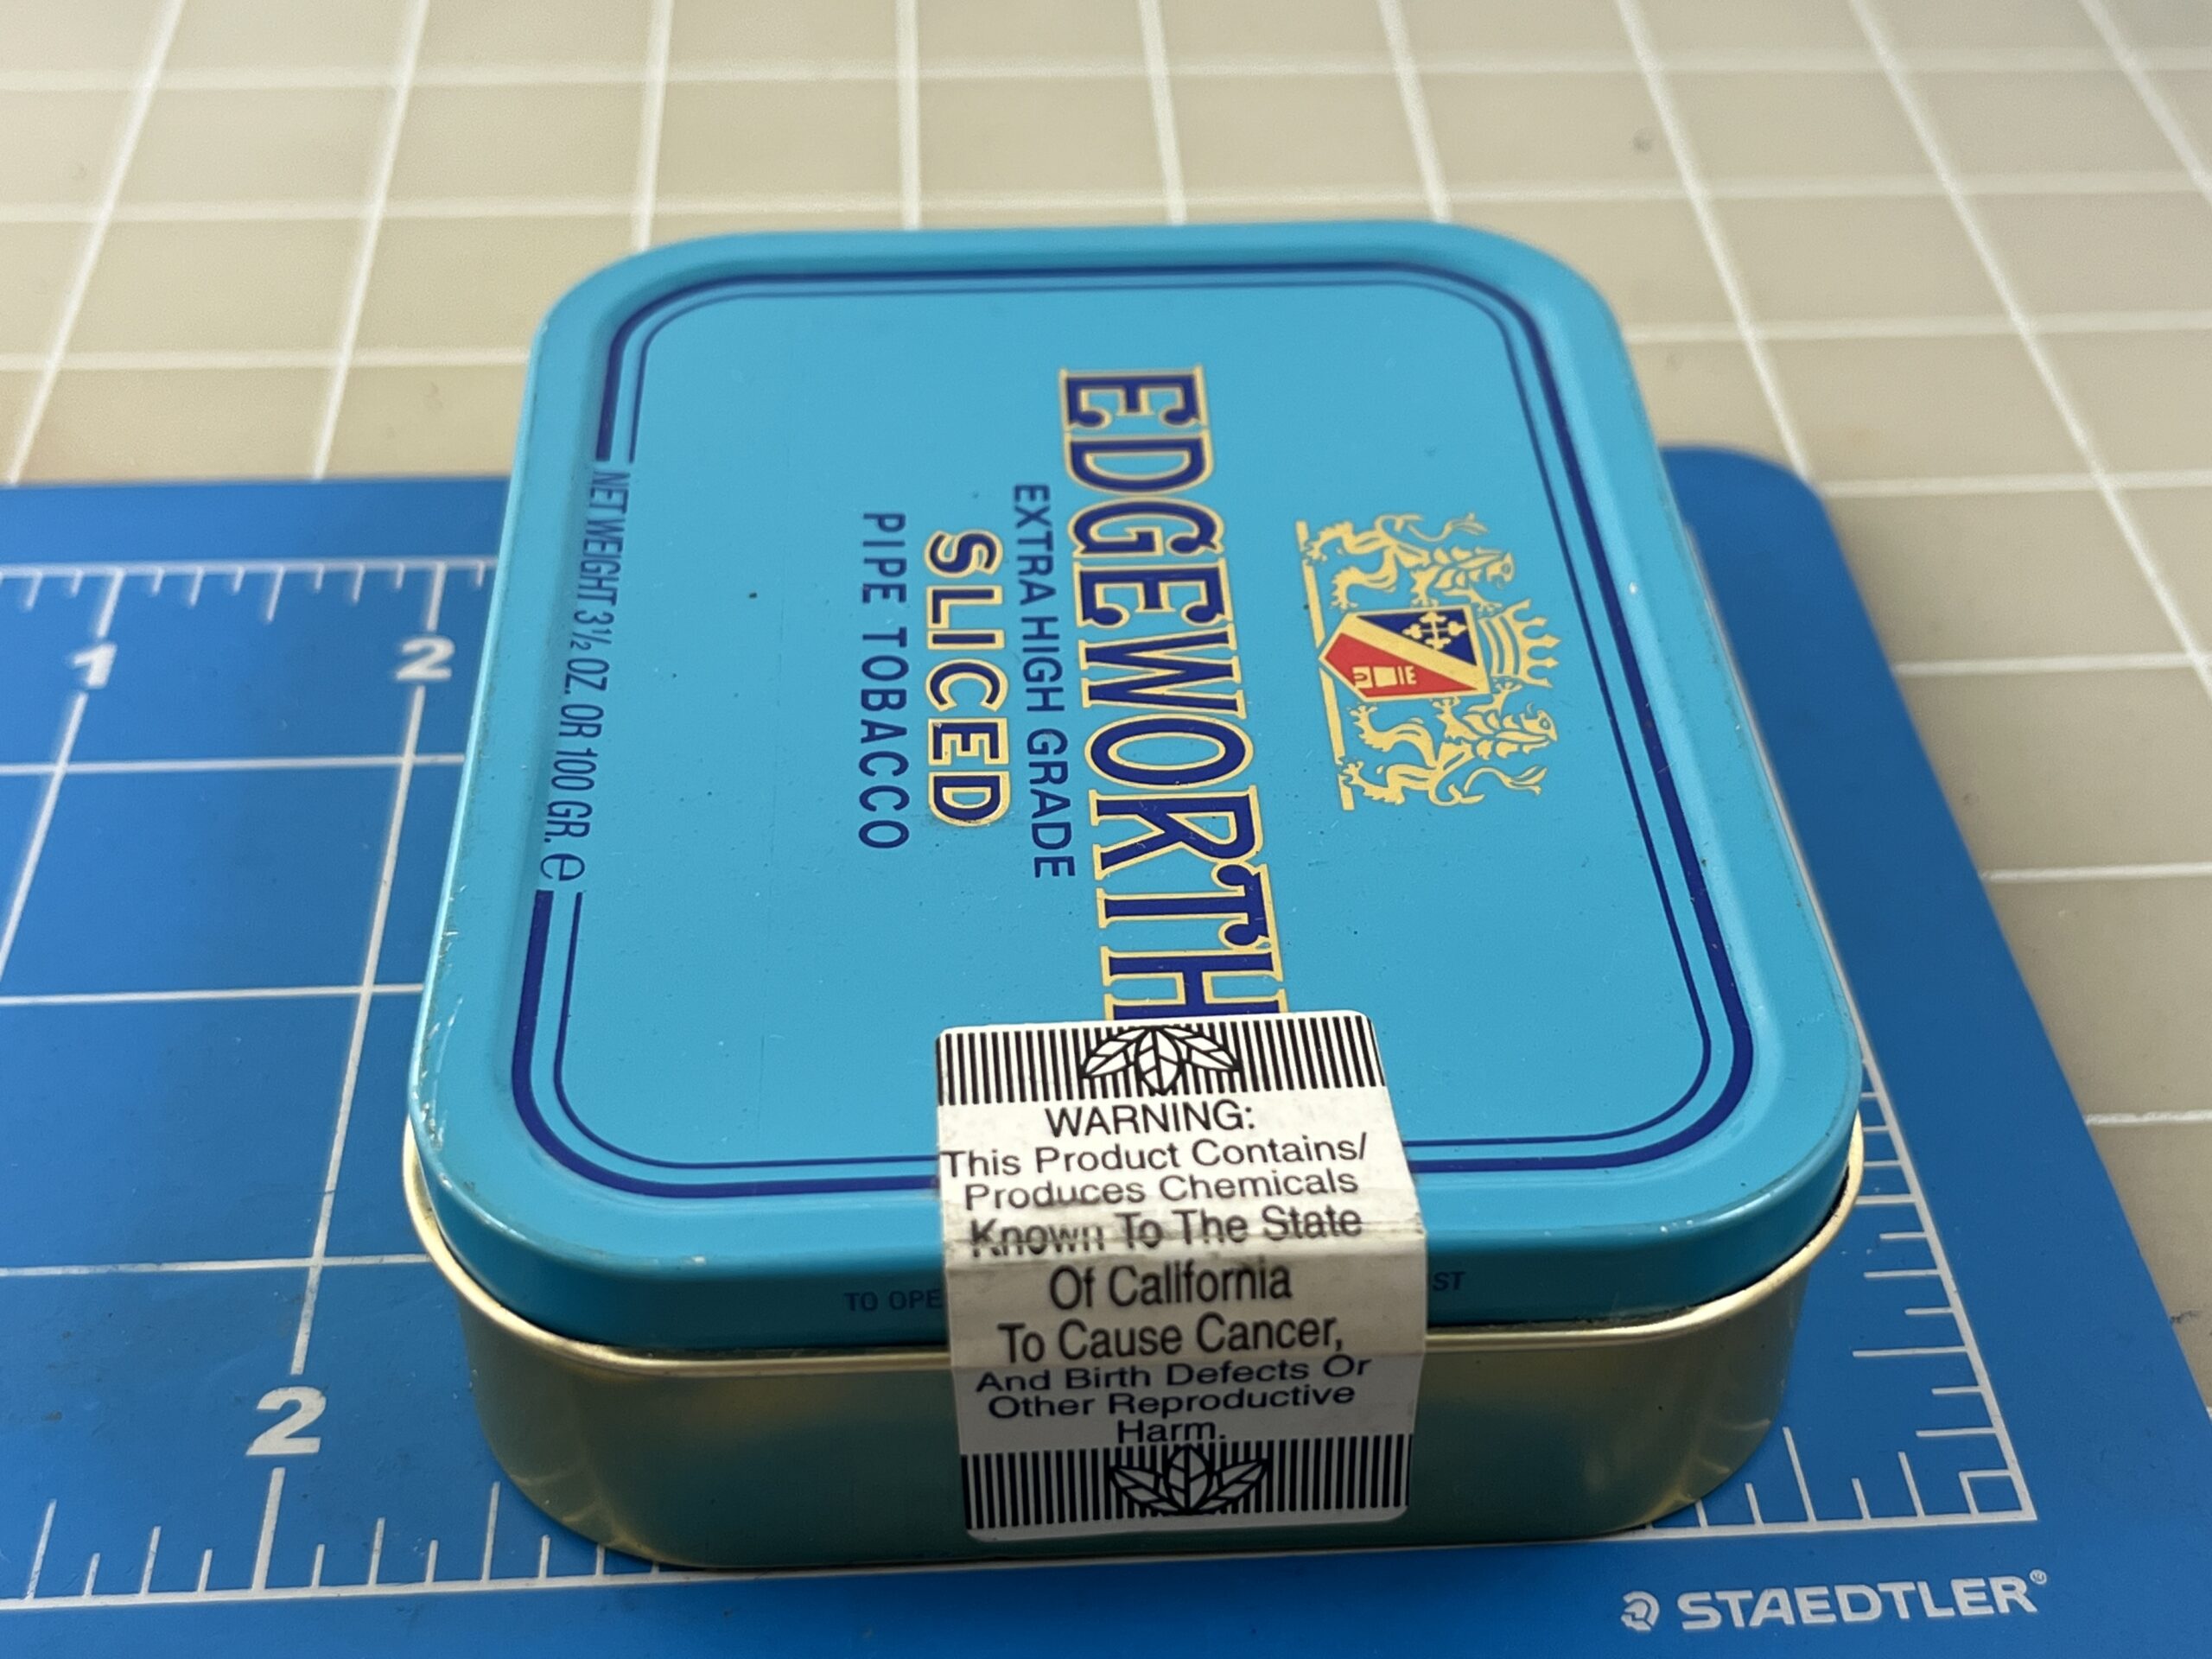 EDGEWORTH
EXTRA HIGH GRADE
SLICED
PIPE TOBACCO
NET WEIGHT 3½ OZ. OR 100 GR. ℮
WARNING:
This Product Contains/
Produces Chemicals
Known To The State
Of California
To Cause Cancer,
And Birth Defects Or
Other Reproductive
Harm.
TO
1
2
2
STAEDTLER®